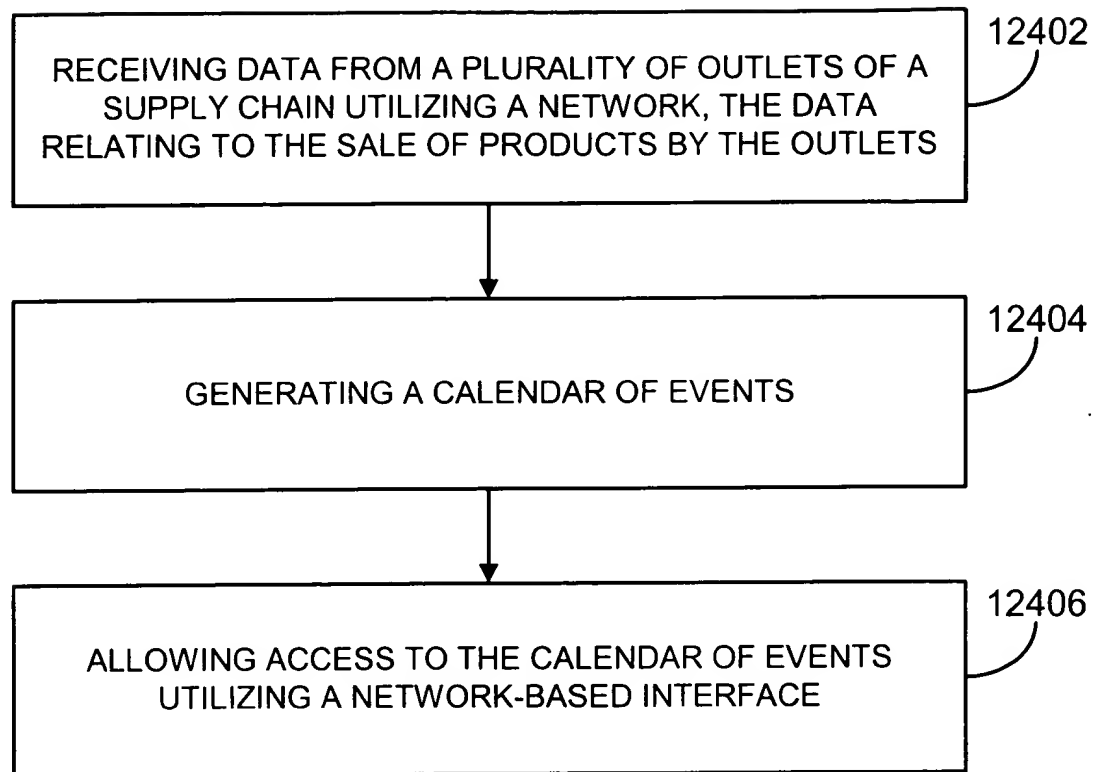 12402
RECEIVING DATA FROM A PLURALITY OF OUTLETS OF A
SUPPLY CHAIN UTILIZING A NETWORK, THE DATA
RELATING TO THE SALE OF PRODUCTS BY THE OUTLETS
12404
GENERATING A CALENDAR OF EVENTS
12406
ALLOWING ACCESS TO THE CALENDAR OF EVENTS
UTILIZING A NETWORK-BASED INTERFACE